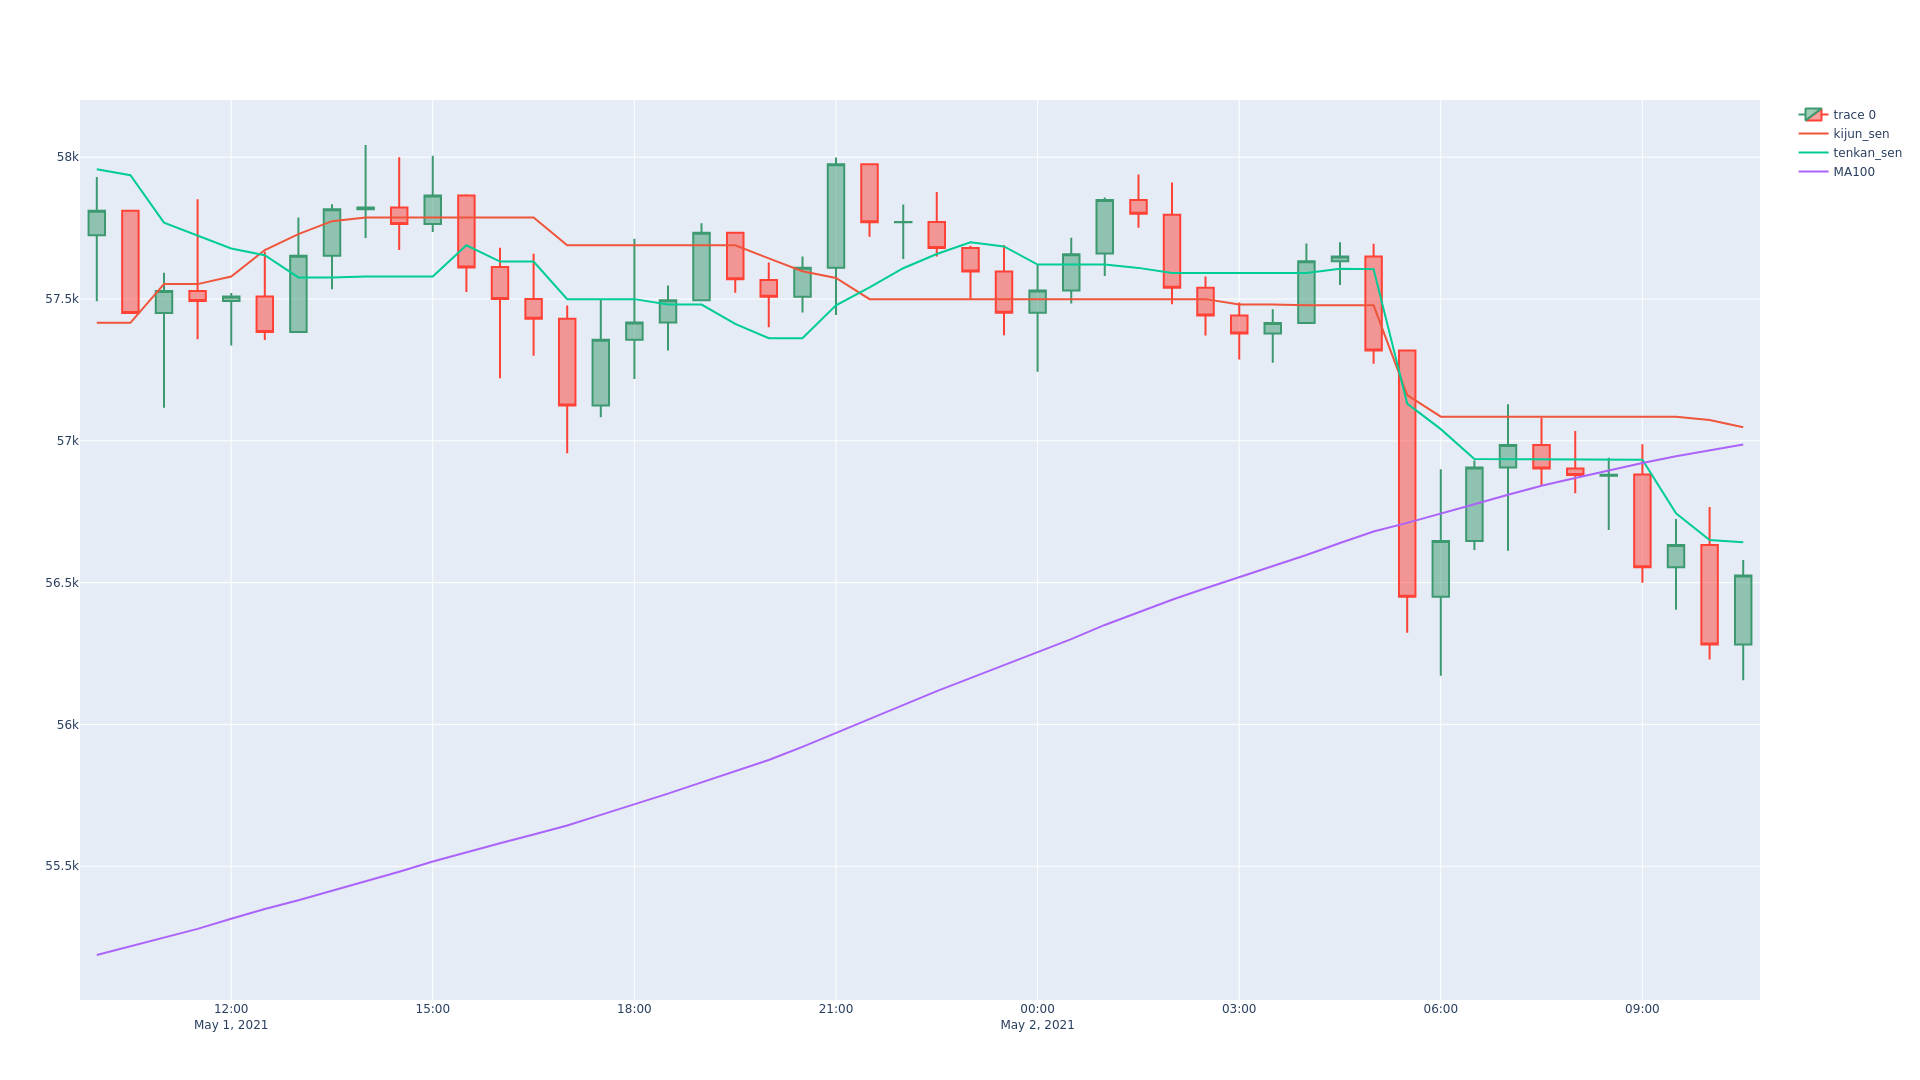 58k
57.5k
57k
56.5k
56k
55.5k
12:00
May 1, 2021
15:00
18:00
21:00
00:00
May 2, 2021
03:00
06:00
09:00
trace 0
kijun_sen
tenkan_sen
MA100